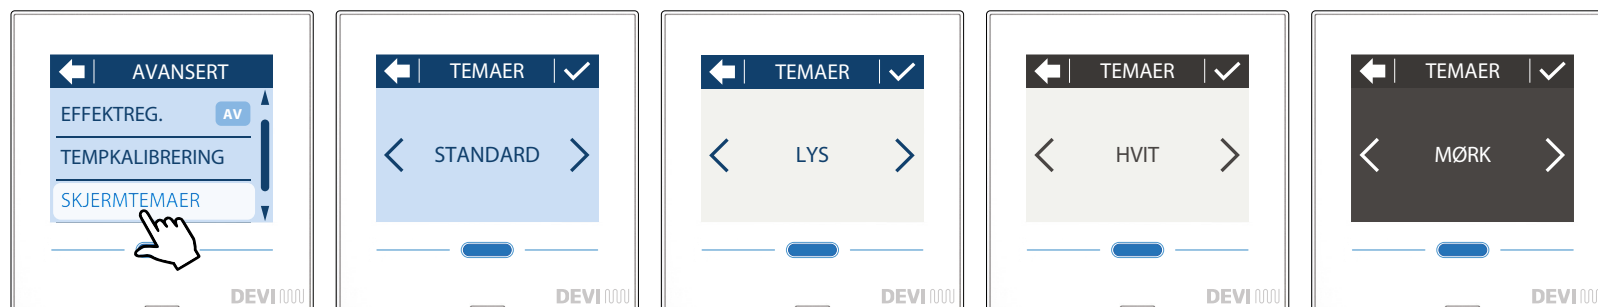 AVANSERT
EFFEKTREG. AV
TEMPKALIBRERING
SKJERMTEMAER
DEVI
TEMAER
STANDARD
DEVI
TEMAER
LYS
DEVI
TEMAER
HVIT
DEVI
TEMAER
MØRK
DEVI